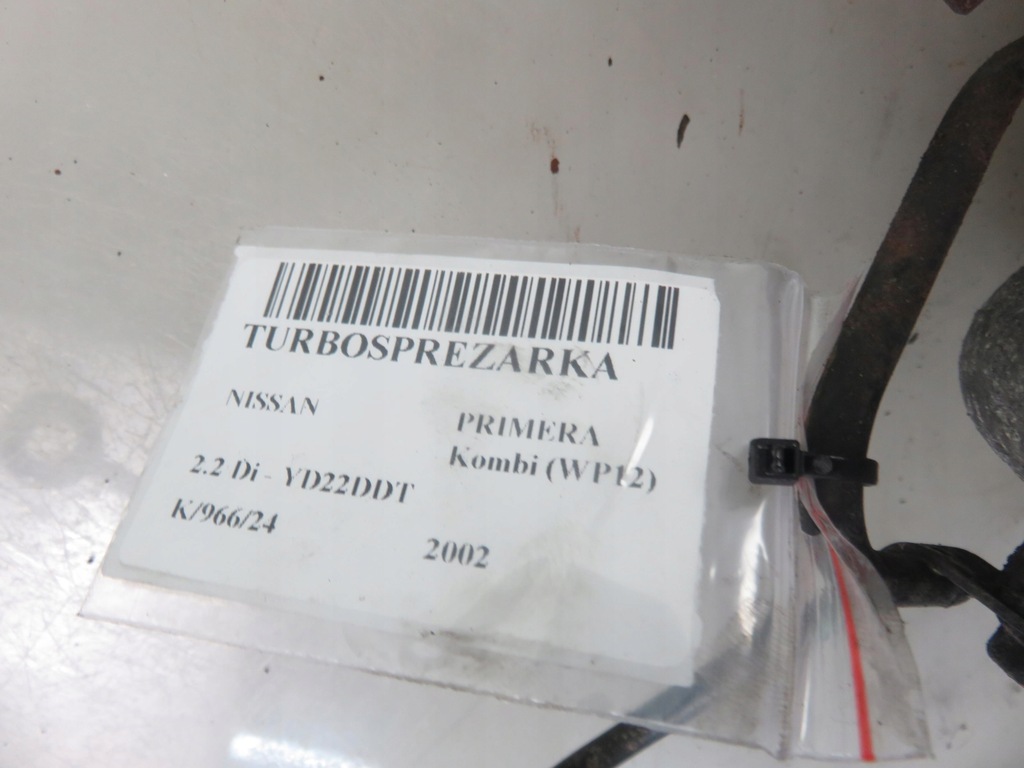 TURBOSPREZARKA
NISSAN
PRIMERA
Kombi (WP12)
2.2 Di - YD22DDT
K/966/24
2002